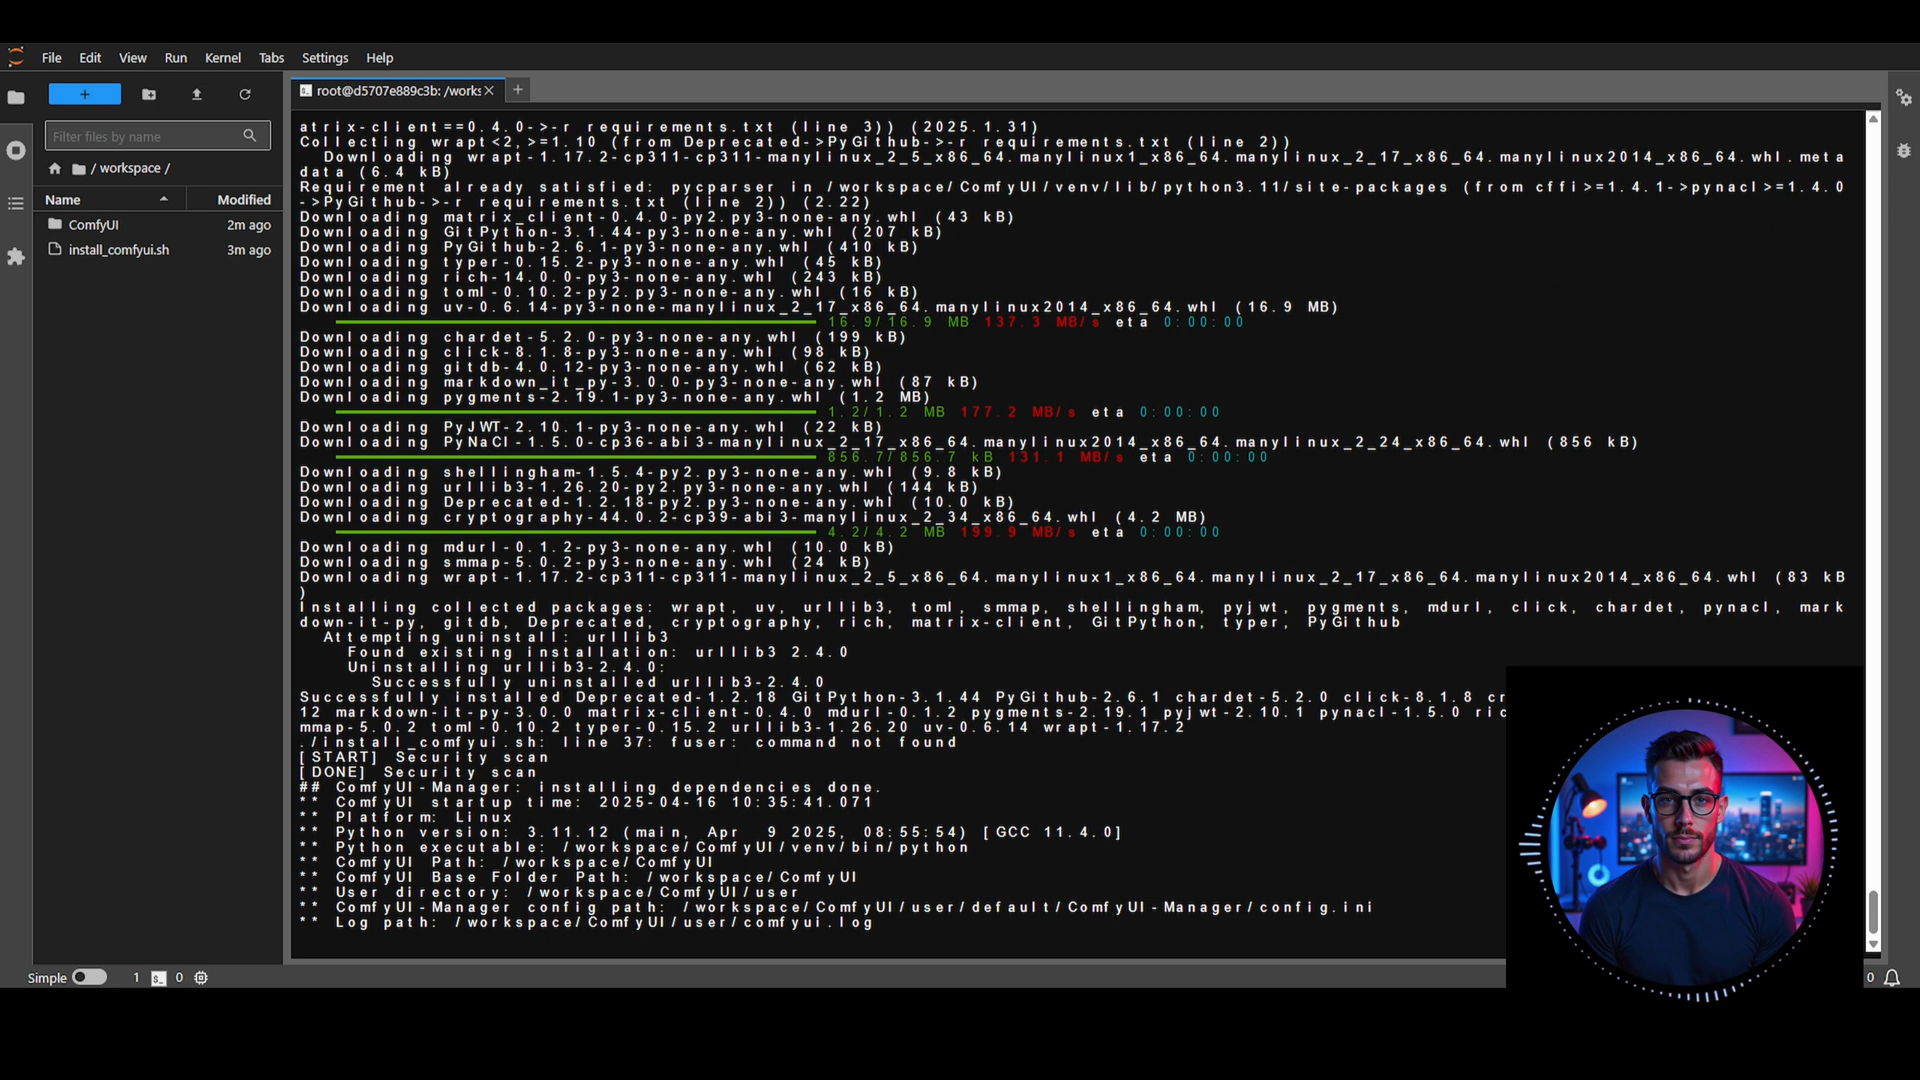 File Edit View Run Kernel Tabs Settings Help
root@d5707e889c3b: /works
Filter files by name
/ workspace /
Name Modified
ComfyUI 2m ago
install_comfyui.sh 3m ago
atrix-client==0.4.0->-r requirements.txt (line 3)) (2025.1.31)
Collecting wrapt<2,>=1.10 (from Deprecated->PyGithub->-r requirements.txt (line 2))
Downloading wrapt-1.17.2-cp311-cp311-manylinux_2_5_x86_64.manylinux1_x86_64.manylinux_2_17_x86_64.manylinux2014_x86_64.whl.meta
data (6.4 kB)
Requirement already satisfied: pycparser in /workspace/ComfyUI/venv/lib/python3.11/site-packages (from cffi>=1.4.1->pynacl>=1.4.0
->PyGithub->-r requirements.txt (line 2)) (2.22)
Downloading matrix_client-0.4.0-py2.py3-none-any.whl (43 kB)
Downloading GitPython-3.1.44-py3-none-any.whl (207 kB)
Downloading PyGithub-2.6.1-py3-none-any.whl (410 kB)
Downloading typer-0.15.2-py3-none-any.whl (45 kB)
Downloading rich-14.0.0-py3-none-any.whl (243 kB)
Downloading toml-0.10.2-py2.py3-none-any.whl (16 kB)
Downloading uv-0.6.14-py3-none-manylinux_2_17_x86_64.manylinux2014_x86_64.whl (16.9 MB)
16.9/16.9 MB 137.3 MB/s eta 0:00:00
Downloading chardet-5.2.0-py3-none-any.whl (199 kB)
Downloading click-8.1.8-py3-none-any.whl (98 kB)
Downloading gitdb-4.0.12-py3-none-any.whl (62 kB)
Downloading markdown_it_py-3.0.0-py3-none-any.whl (87 kB)
Downloading pygments-2.19.1-py3-none-any.whl (1.2 MB)
1.2/1.2 MB 177.2 MB/s eta 0:00:00
Downloading PyJWT-2.10.1-py3-none-any.whl (22 kB)
Downloading PyNaCl-1.5.0-cp36-abi3-manylinux_2_17_x86_64.manylinux2014_x86_64.manylinux_2_24_x86_64.whl (856 kB)
856.7/856.7 kB 131.1 MB/s eta 0:00:00
Downloading shellingham-1.5.4-py2.py3-none-any.whl (9.8 kB)
Downloading urllib3-1.26.20-py2.py3-none-any.whl (144 kB)
Downloading Deprecated-1.2.18-py2.py3-none-any.whl (10.0 kB)
Downloading cryptography-44.0.2-cp39-abi3-manylinux_2_34_x86_64.whl (4.2 MB)
4.2/4.2 MB 199.9 MB/s eta 0:00:00
Downloading mdurl-0.1.2-py3-none-any.whl (10.0 kB)
Downloading smmap-5.0.2-py3-none-any.whl (24 kB)
Downloading wrapt-1.17.2-cp311-cp311-manylinux_2_5_x86_64.manylinux1_x86_64.manylinux_2_17_x86_64.manylinux2014_x86_64.whl (83 kB
)
Installing collected packages: wrapt, uv, urllib3, toml, smmap, shellingham, pyjwt, pygments, mdurl, click, chardet, pynacl, mark
down-it-py, gitdb, Deprecated, cryptography, rich, matrix-client, GitPython, typer, PyGithub
Attempting uninstall: urllib3
Found existing installation: urllib3 2.4.0
Uninstalling urllib3-2.4.0:
Successfully uninstalled urllib3-2.4.0
Successfully installed Deprecated-1.2.18 GitPython-3.1.44 PyGithub-2.6.1 chardet-5.2.0 click-8.1.8 cr
12 markdown-it-py-3.0.0 matrix-client-0.4.0 mdurl-0.1.2 pygments-2.19.1 pyjwt-2.10.1 pynacl-1.5.0 ric
mmap-5.0.2 toml-0.10.2 typer-0.15.2 urllib3-1.26.20 uv-0.6.14 wrapt-1.17.2
./install_comfyui.sh: line 37: fuser: command not found
[START] Security scan
[DONE] Security scan
## ComfyUI-Manager: installing dependencies done.
** ComfyUI startup time: 2025-04-16 10:35:41.071
** Platform: Linux
** Python version: 3.11.12 (main, Apr  9 2025, 08:55:54) [GCC 11.4.0]
** Python executable: /workspace/ComfyUI/venv/bin/python
** ComfyUI Path: /workspace/ComfyUI
** ComfyUI Base Folder Path: /workspace/ComfyUI
** User directory: /workspace/ComfyUI/user
** ComfyUI-Manager config path: /workspace/ComfyUI/user/default/ComfyUI-Manager/config.ini
** Log path: /workspace/ComfyUI/user/comfyui.log
Simple 1 0 0